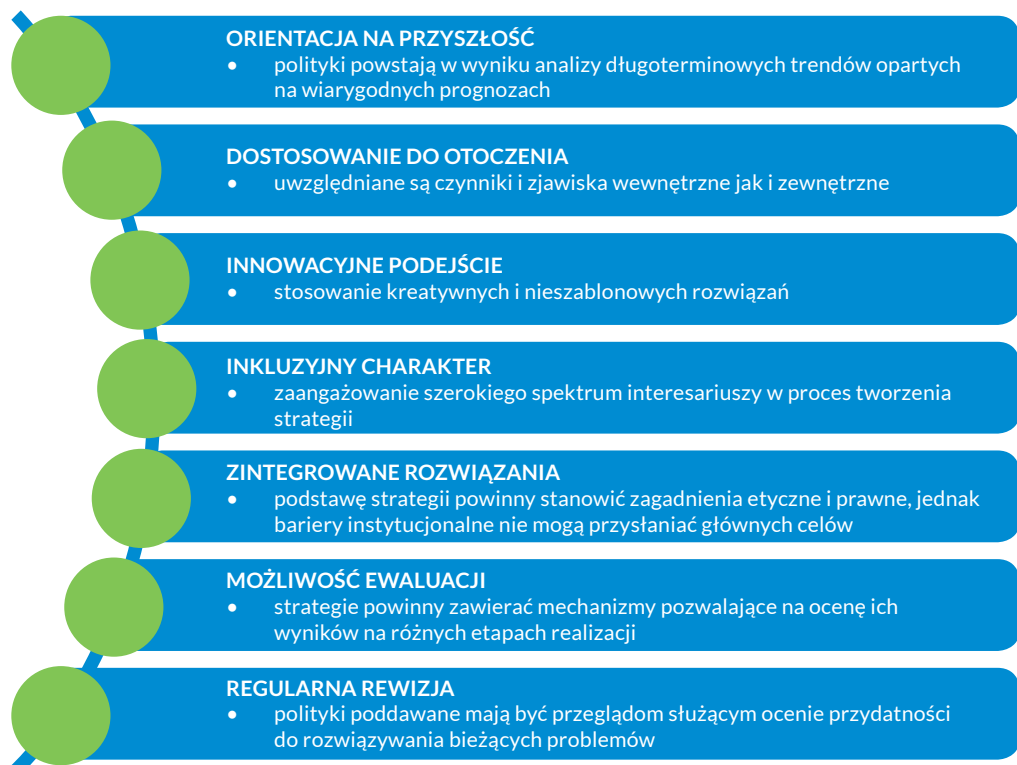 ORIENTACJA NA PRZYSZŁOŚĆ
• polityki powstają w wyniku analizy długoterminowych trendów opartych
na wiarygodnych prognozach
DOSTOSOWANIE DO OTOCZENIA
• uwzględniane są czynniki i zjawiska wewnętrzne jak i zewnętrzne
INNOWACYJNE PODEJŚCIE
• stosowanie kreatywnych i nieszablonowych rozwiązań
INKLUZYJNY CHARAKTER
• zaangażowanie szerokiego spektrum interesariuszy w proces tworzenia
strategii
ZINTEGROWANE ROZWIĄZANIA
• podstawę strategii powinny stanowić zagadnienia etyczne i prawne, jednak
bariery instytucjonalne nie mogą przysłaniać głównych celów
MOŻLIWOŚĆ EWALUACJI
• strategie powinny zawierać mechanizmy pozwalające na ocenę ich
wyników na różnych etapach realizacji
REGULARNA REWIZJA
• polityki poddawane mają być przeglądom służącym ocenie przydatności
do rozwiązywania bieżących problemów